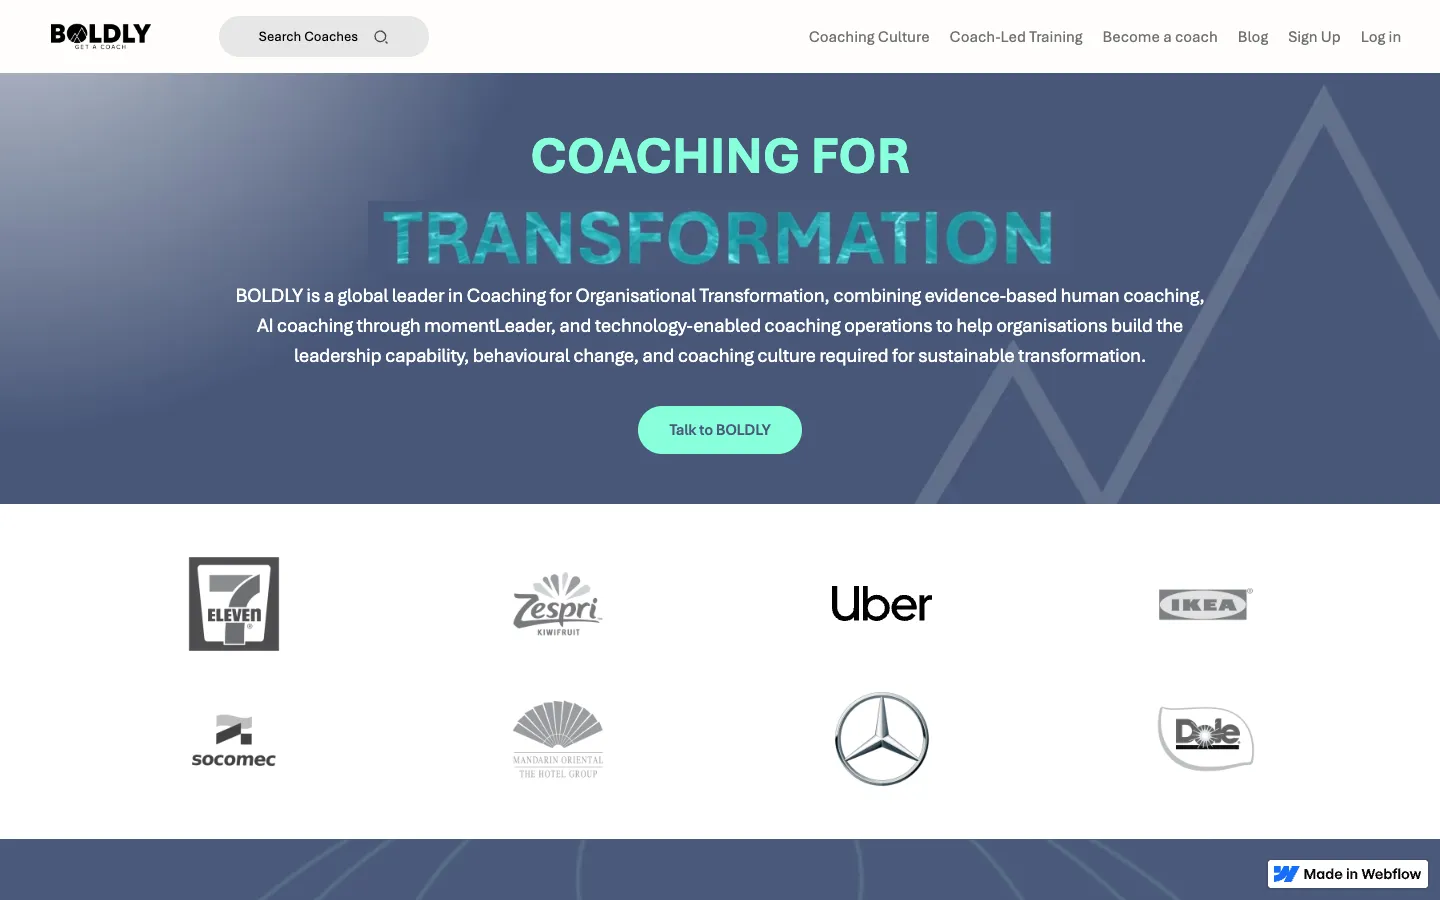 BOLDLY
GET A COACH
Search Coaches
Coaching Culture
Coach-Led Training
Become a coach
Blog
Sign Up
Log in
COACHING FOR
TRANSFORMATION
BOLDLY is a global leader in Coaching for Organisational Transformation, combining evidence-based human coaching,
AI coaching through momentLeader, and technology-enabled coaching operations to help organisations build the
leadership capability, behavioural change, and coaching culture required for sustainable transformation.
Talk to BOLDLY
7
ELEVEN
®
Zespri™
KIWIFRUIT
Uber
IKEA®
socomec
MANDARIN ORIENTAL
THE HOTEL GROUP
Dole
Made in Webflow